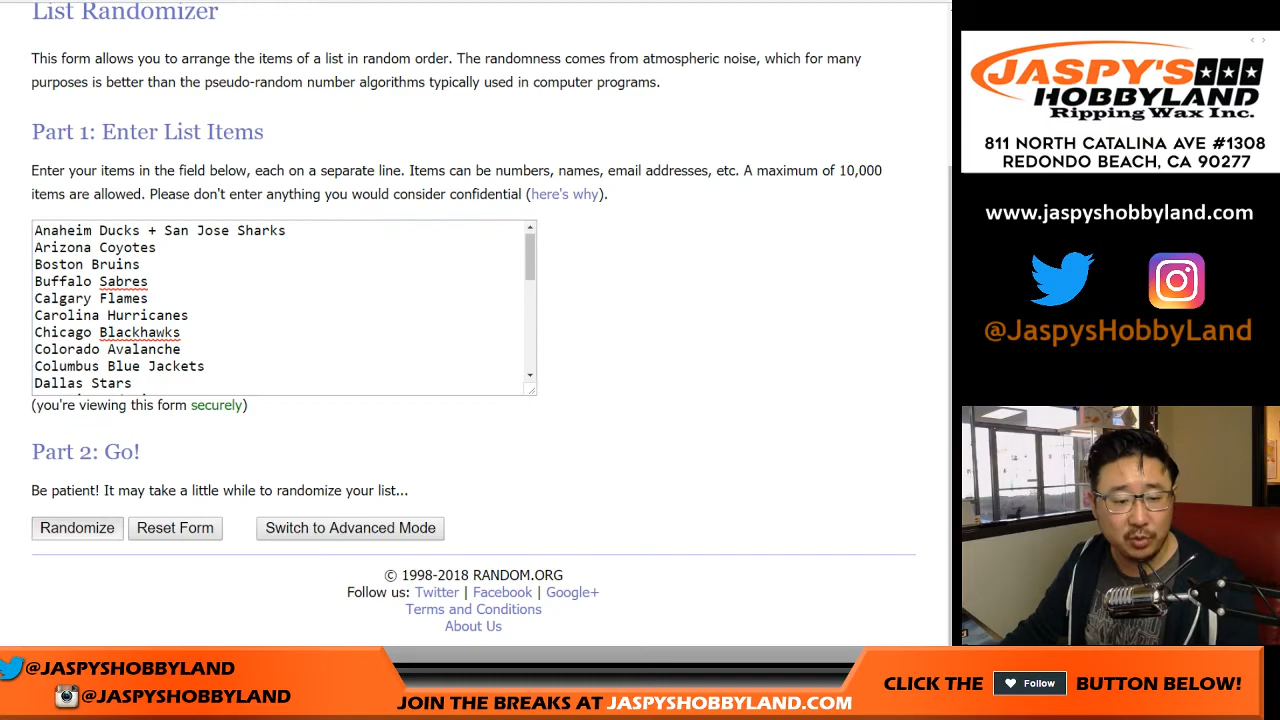 List Randomizer
This form allows you to arrange the items of a list in random order. The randomness comes from atmospheric noise, which for many
purposes is better than the pseudo-random number algorithms typically used in computer programs.
Part 1: Enter List Items
Enter your items in the field below, each on a separate line. Items can be numbers, names, email addresses, etc. A maximum of 10,000
items are allowed. Please don't enter anything you would consider confidential (here's why).
Anaheim Ducks + San Jose Sharks
Arizona Coyotes
Boston Bruins
Buffalo Sabres
Calgary Flames
Carolina Hurricanes
Chicago Blackhawks
Colorado Avalanche
Columbus Blue Jackets
Dallas Stars
(you're viewing this form securely)
Part 2: Go!
Be patient! It may take a little while to randomize your list...
Randomize
Reset Form
Switch to Advanced Mode
© 1998-2018 RANDOM.ORG
Follow us: Twitter | Facebook | Google+
Terms and Conditions
About Us
JASPY'S
HOBBYLAND
Ripping Wax Inc.
811 NORTH CATALINA AVE #1308
REDONDO BEACH, CA 90277
www.jaspyshobbyland.com
@JaspysHobbyLand
@JASPYSHOBBYLAND
@JASPYSHOBBYLAND
JOIN THE BREAKS AT JASPYSHOBBYLAND.COM
CLICK THE Follow BUTTON BELOW!